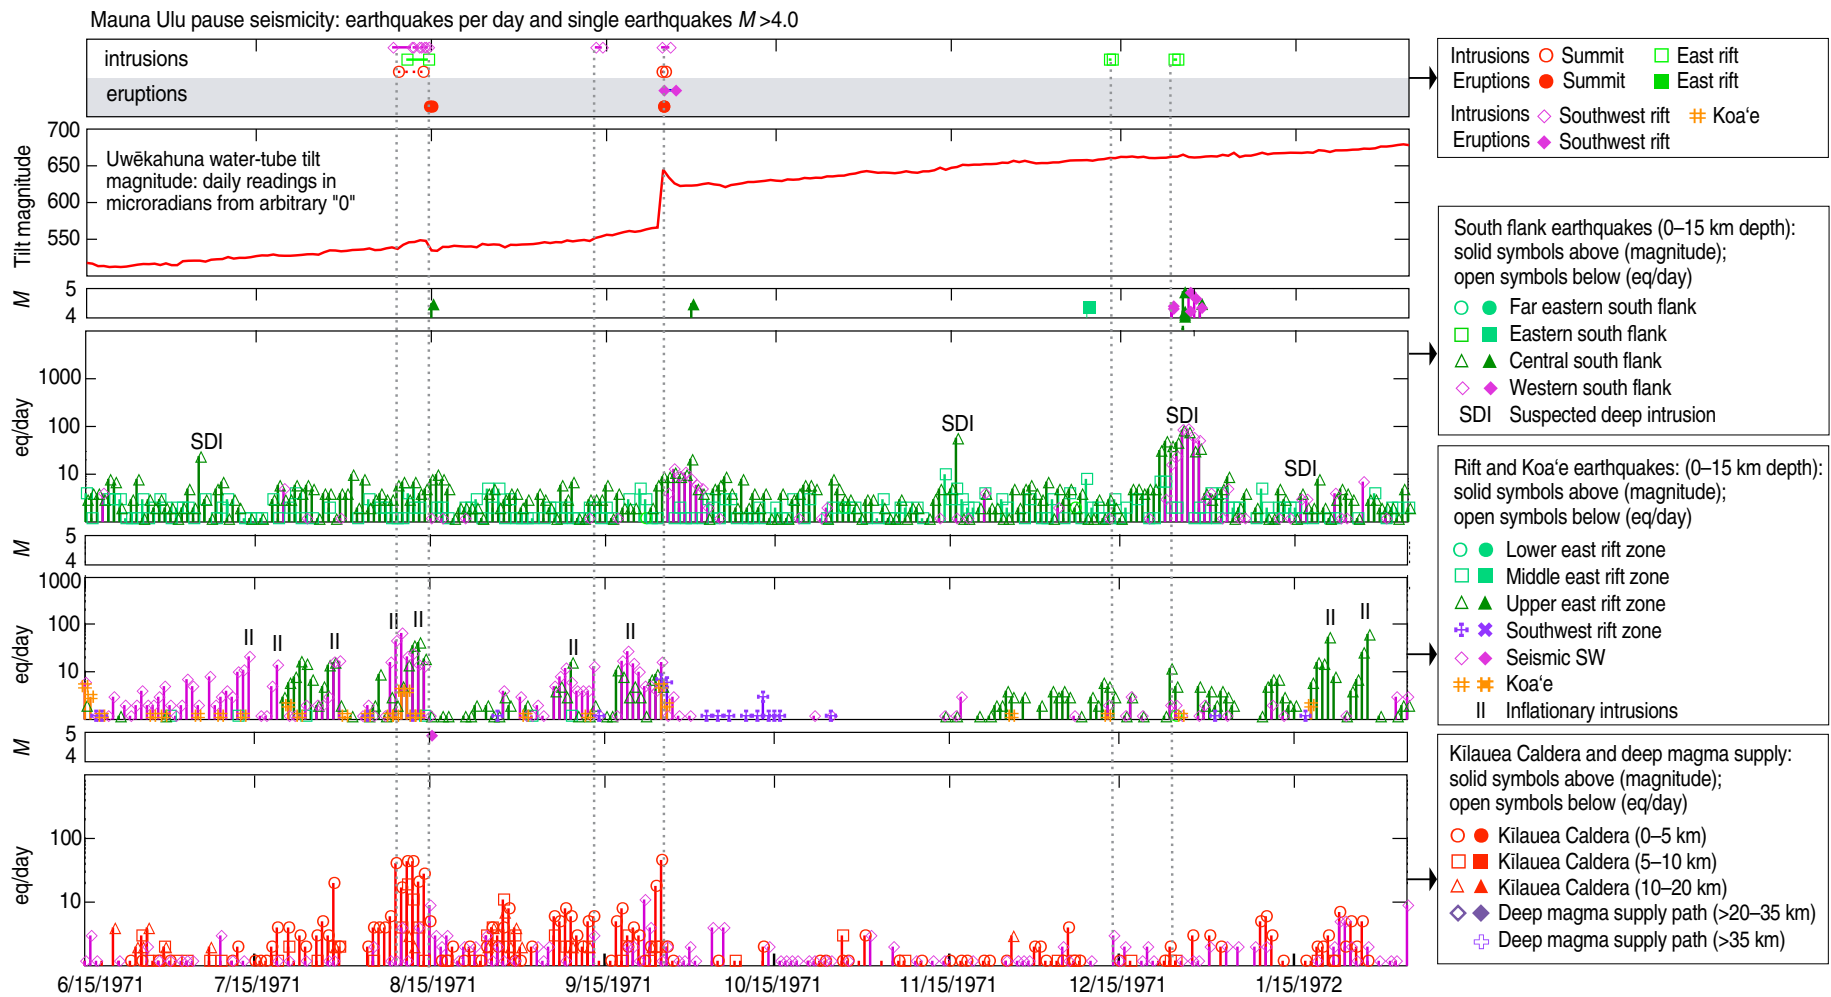 Mauna Ulu pause seismicity: earthquakes per day and single earthquakes M >4.0
intrusions
eruptions
Intrusions Summit East rift
Eruptions Summit East rift
Intrusions Southwest rift Koaʻe
Eruptions Southwest rift
700
650
600
550
Tilt magnitude
Uwēkahuna water-tube tilt
magnitude: daily readings in
microradians from arbitrary "0"
M
5
4
1000
100
10
eq/day
SDI
SDI
SDI
SDI
South flank earthquakes (0–15 km depth):
solid symbols above (magnitude);
open symbols below (eq/day)
Far eastern south flank
Eastern south flank
Central south flank
Western south flank
SDI Suspected deep intrusion
M
5
4
1000
100
10
eq/day
II
II
II
II
II
II
II
II
II
Rift and Koaʻe earthquakes: (0–15 km depth):
solid symbols above (magnitude);
open symbols below (eq/day)
Lower east rift zone
Middle east rift zone
Upper east rift zone
Southwest rift zone
Seismic SW
Koaʻe
II Inflationary intrusions
M
5
4
100
10
eq/day
Kīlauea Caldera and deep magma supply:
solid symbols above (magnitude);
open symbols below (eq/day)
Kīlauea Caldera (0–5 km)
Kīlauea Caldera (5–10 km)
Kīlauea Caldera (10–20 km)
Deep magma supply path (>20–35 km)
Deep magma supply path (>35 km)
6/15/1971 7/15/1971 8/15/1971 9/15/1971 10/15/1971 11/15/1971 12/15/1971 1/15/1972